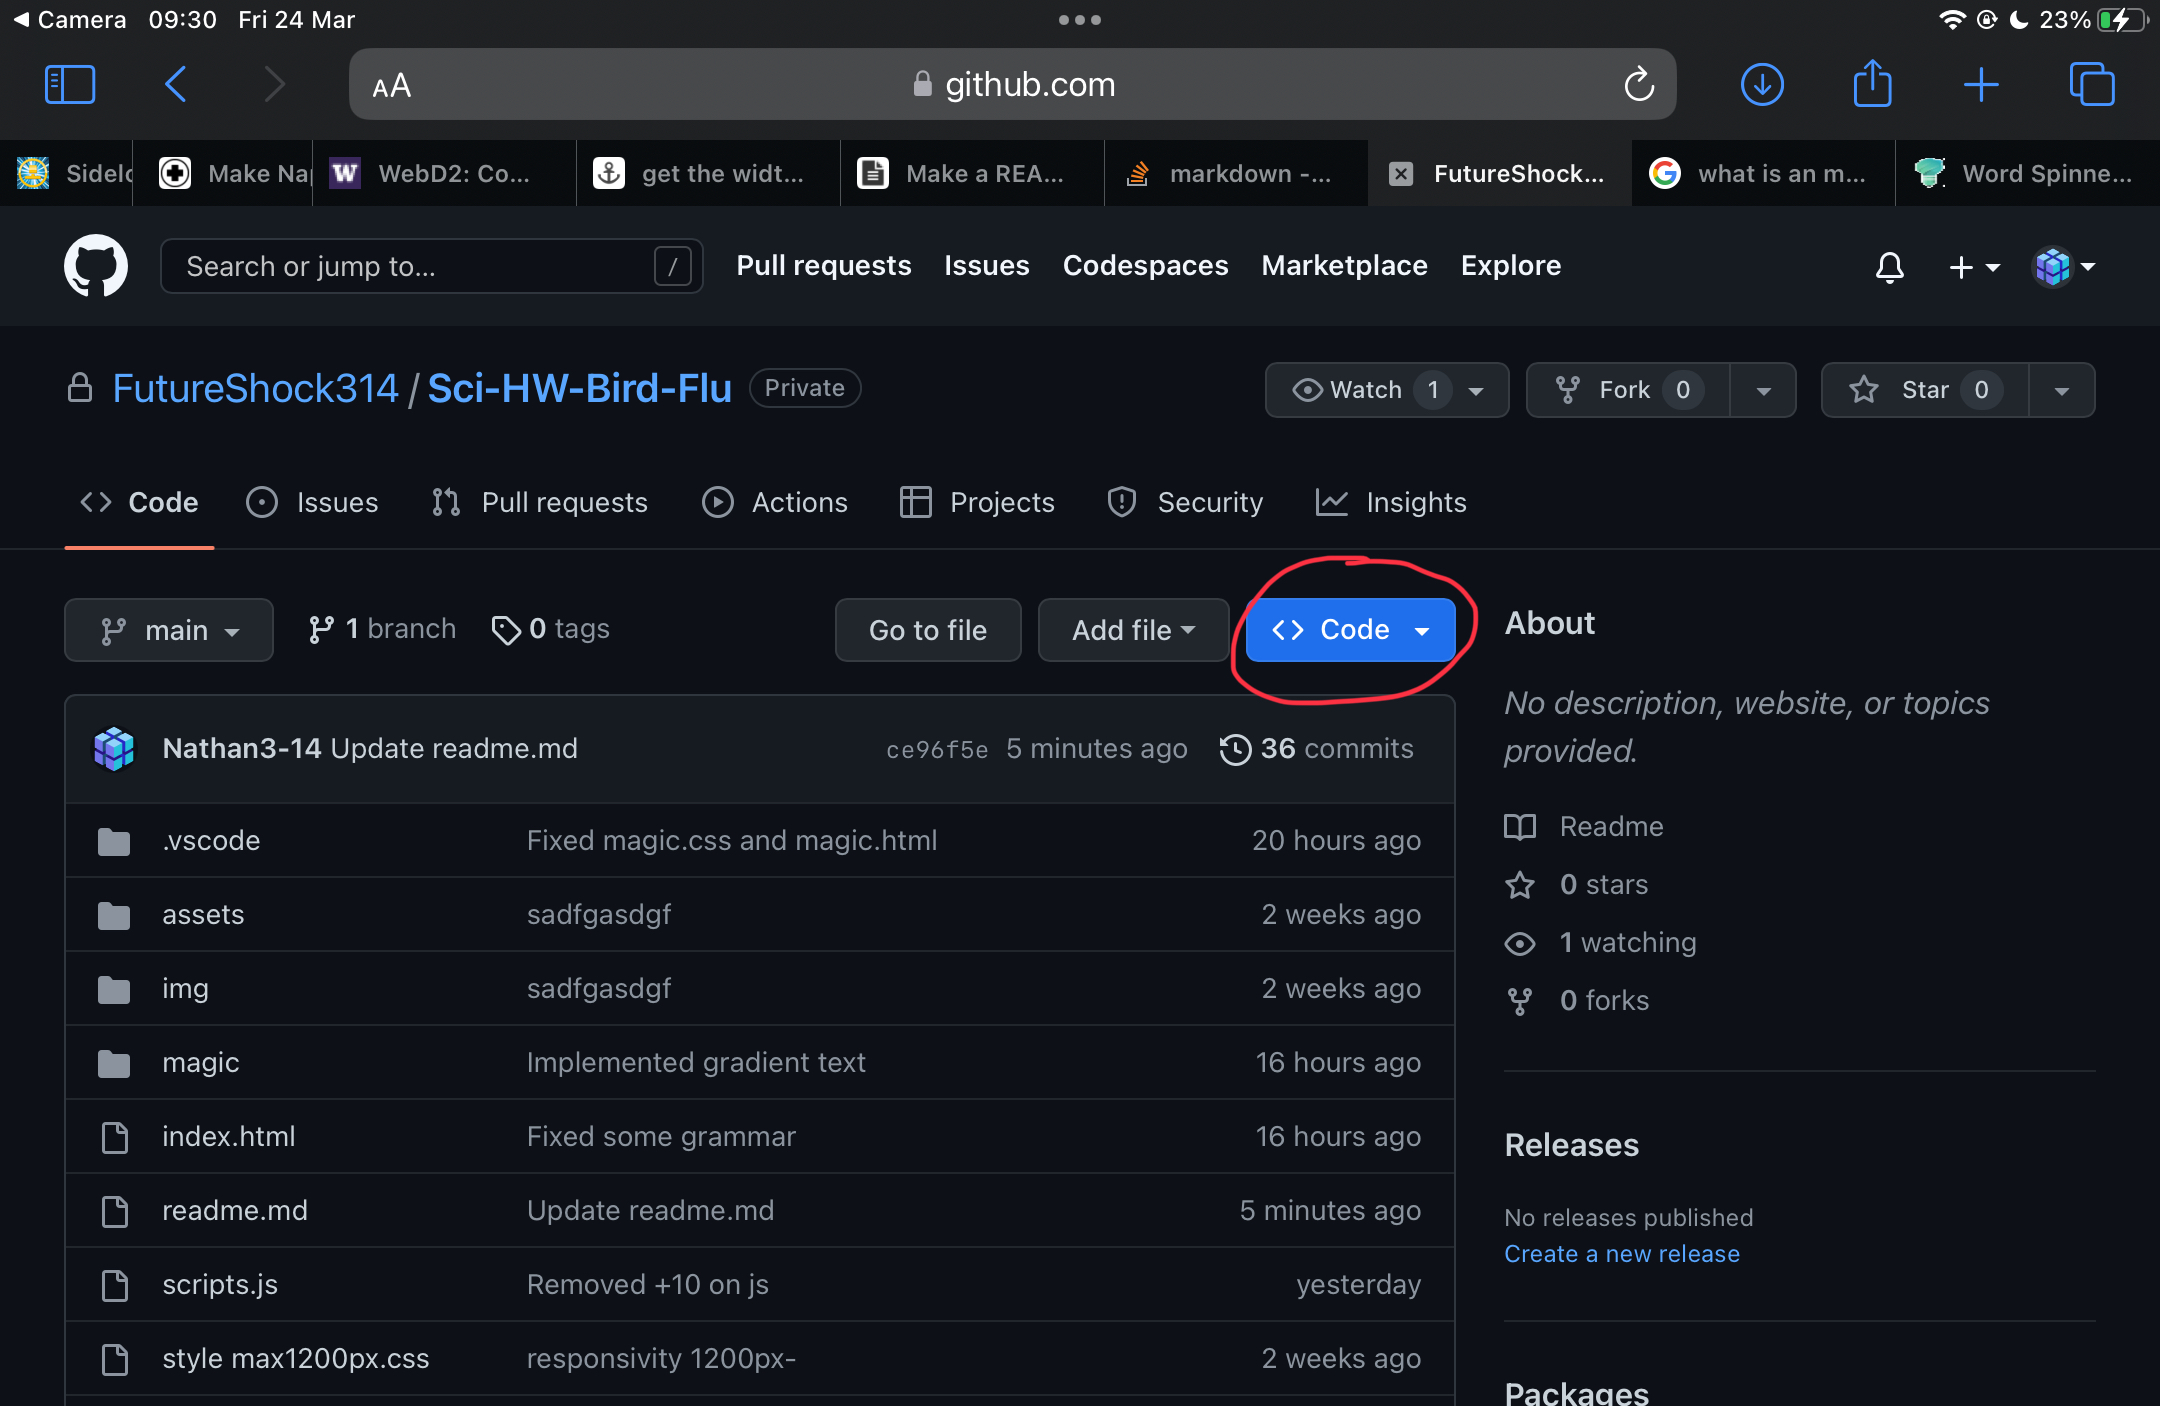 Camera 09:30 Fri 24 Mar 23%
AA github.com
Sidelo Make Nap WebD2: Co... get the widt... Make a REA... markdown -... FutureShock... what is an m... Word Spinne...
Search or jump to... / Pull requests Issues Codespaces Marketplace Explore
FutureShock314 / Sci-HW-Bird-Flu Private Watch 1 Fork 0 Star 0
Code Issues Pull requests Actions Projects Security Insights
main 1 branch 0 tags Go to file Add file Code
Nathan3-14 Update readme.md ce96f5e 5 minutes ago 36 commits
.vscode Fixed magic.css and magic.html 20 hours ago
assets sadfgasdgf 2 weeks ago
img sadfgasdgf 2 weeks ago
magic Implemented gradient text 16 hours ago
index.html Fixed some grammar 16 hours ago
readme.md Update readme.md 5 minutes ago
scripts.js Removed +10 on js yesterday
style max1200px.css responsivity 1200px- 2 weeks ago
About
No description, website, or topics
provided.
Readme
0 stars
1 watching
0 forks
Releases
No releases published
Create a new release
Packages